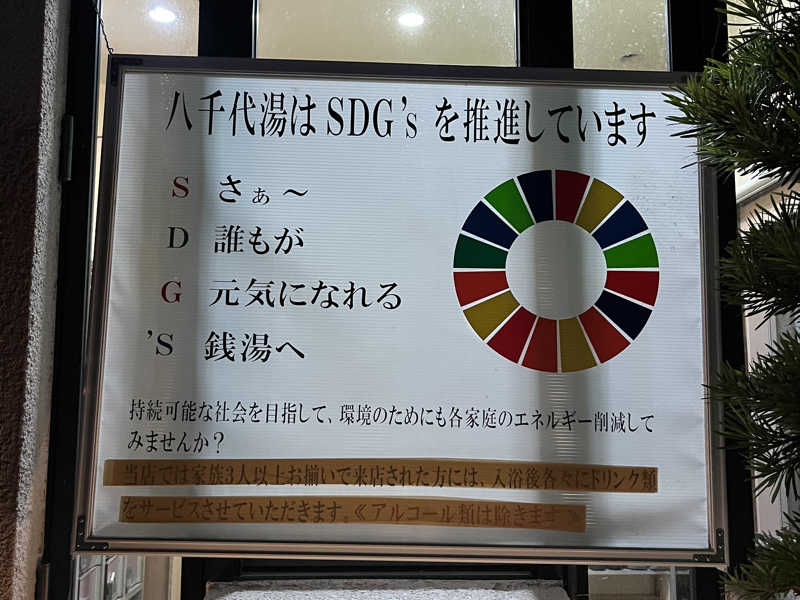 八千代湯はSDG'sを推進しています
S さぁ～
D 誰もが
G 元気になれる
'S 銭湯へ
持続可能な社会を目指して、環境のためにも各家庭のエネルギー削減して
みませんか？
当店では家族3人以上お揃いで来店された方には、入浴後各々にドリンク類
をサービスさせていただきます。《アルコール類は除きます》